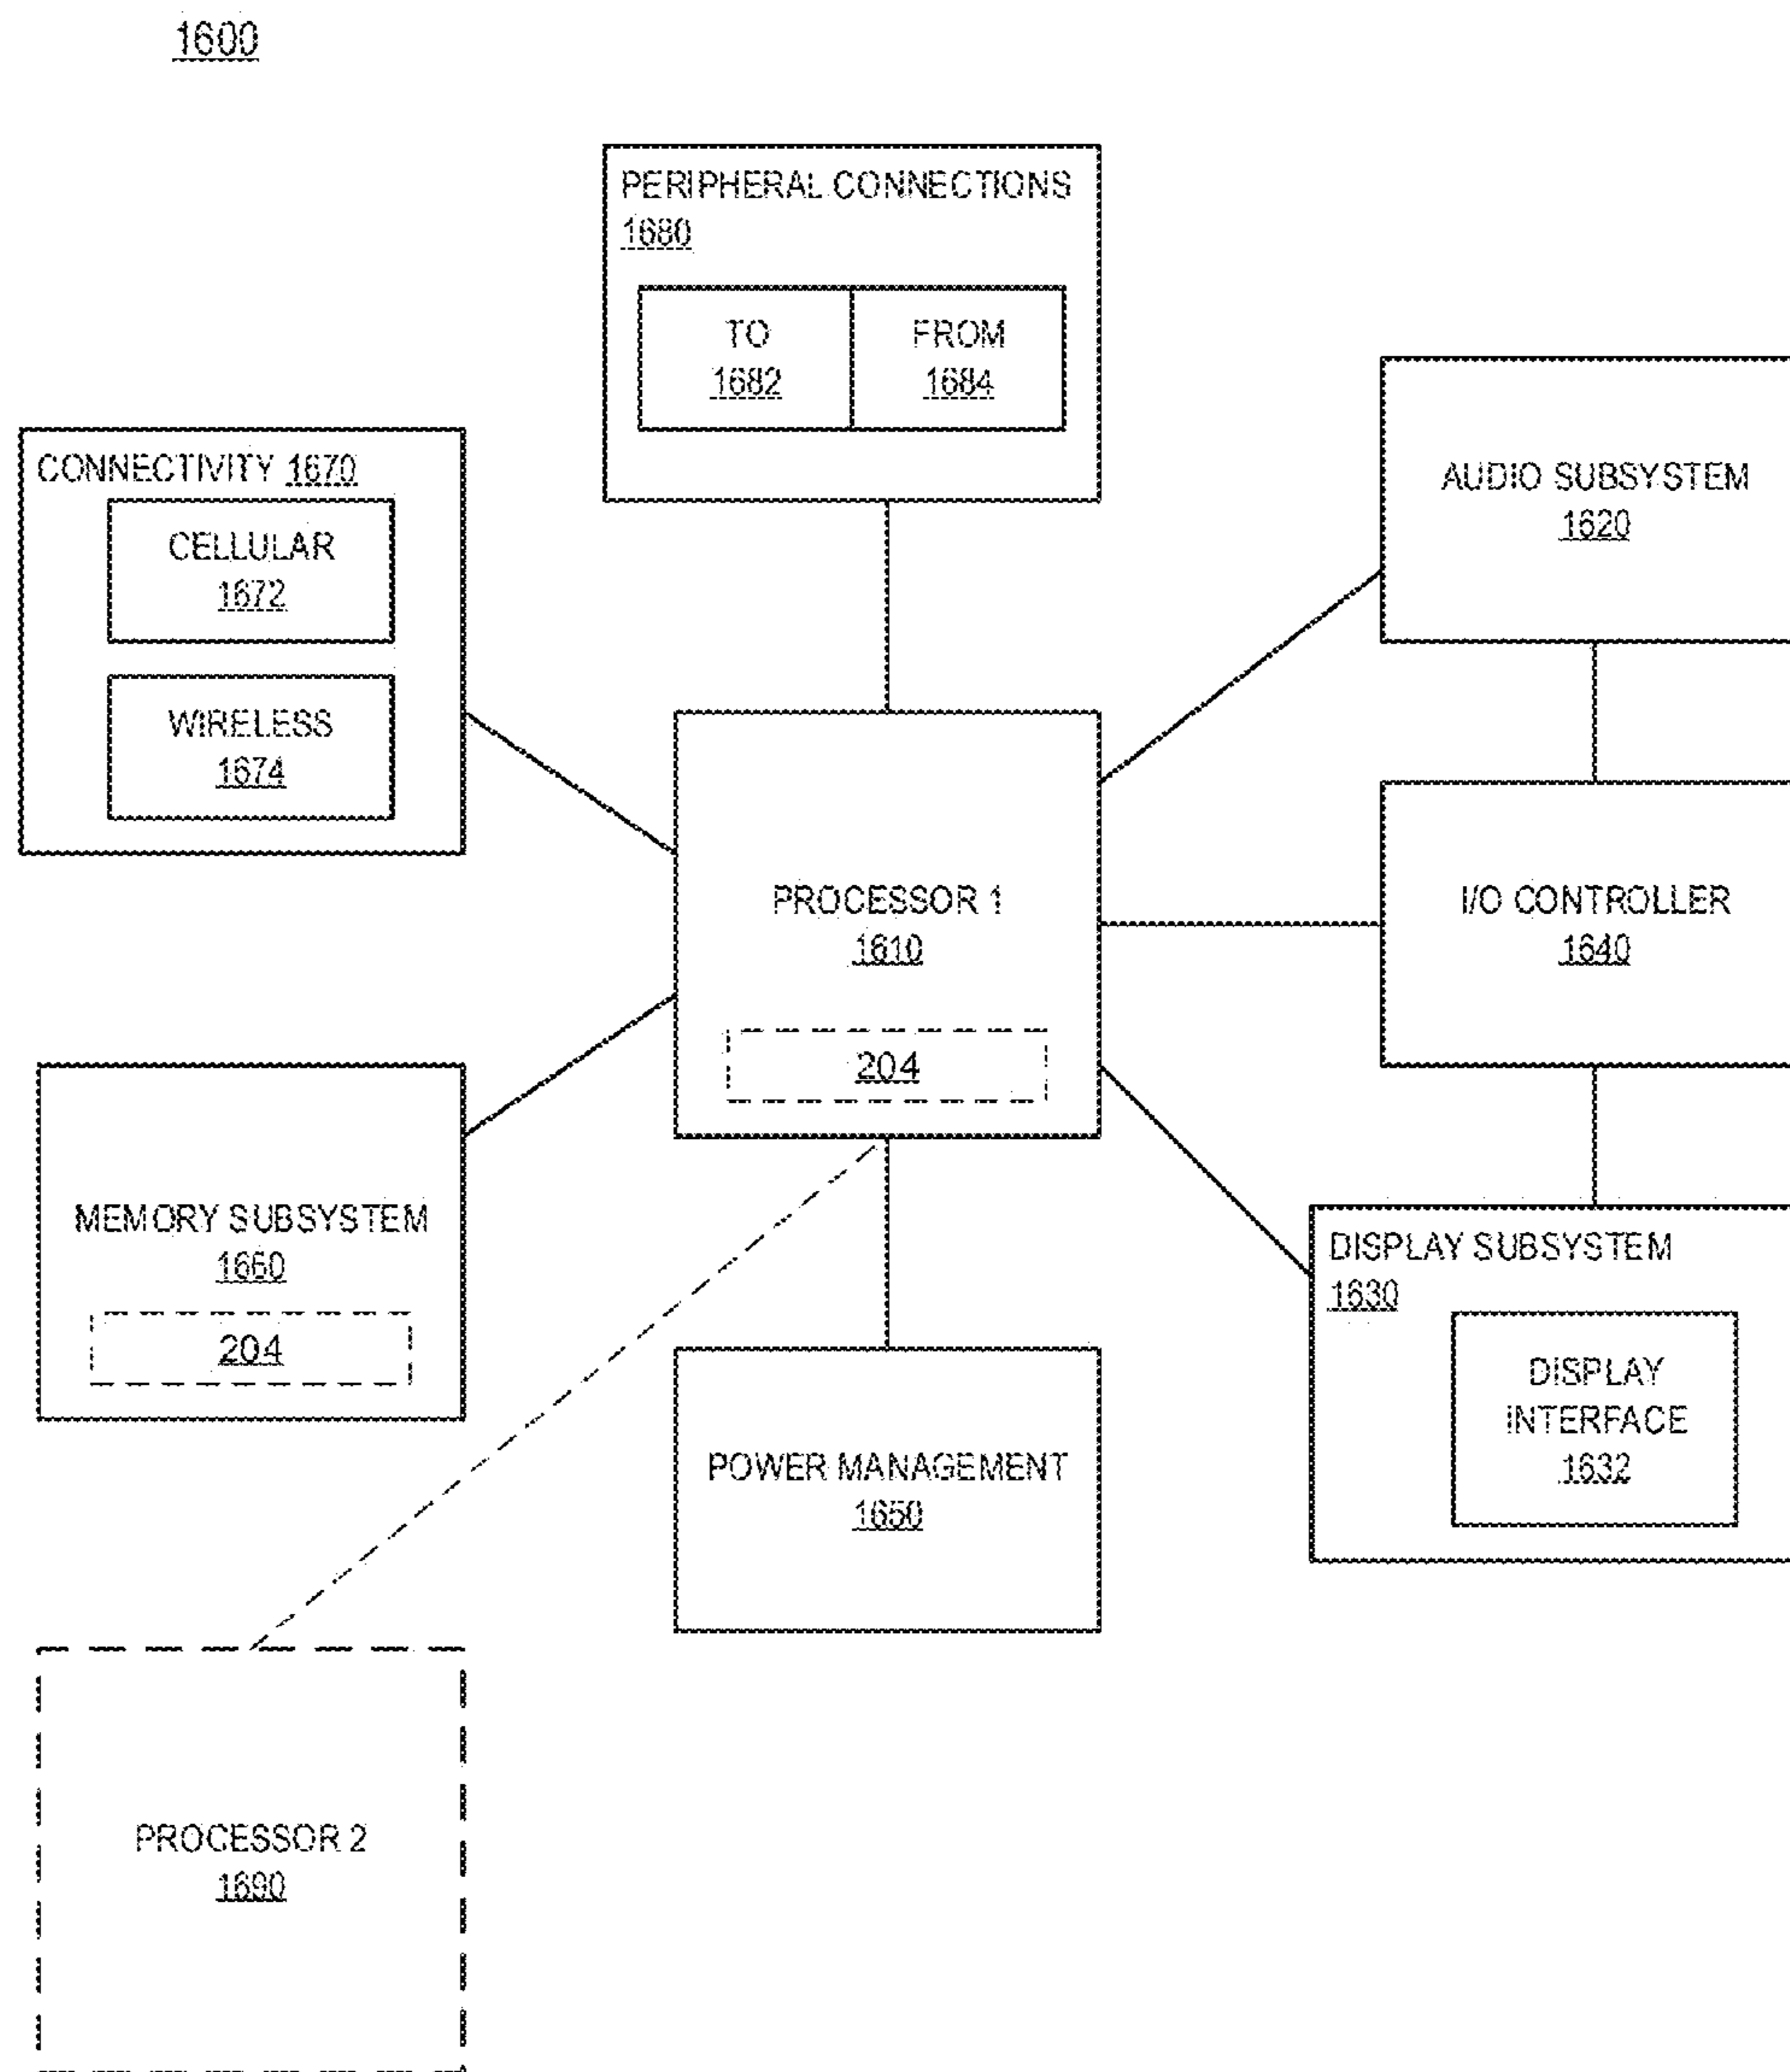 1600
PERIPHERAL CONNECTIONS
1680
TO
1682
FROM
1684
CONNECTIVITY 1670
CELLULAR
1672
WIRELESS
1674
AUDIO SUBSYSTEM
1620
PROCESSOR 1
1610
204
I/O CONTROLLER
1640
MEMORY SUBSYSTEM
1660
204
DISPLAY SUBSYSTEM
1630
DISPLAY
INTERFACE
1632
POWER MANAGEMENT
1650
PROCESSOR 2
1690